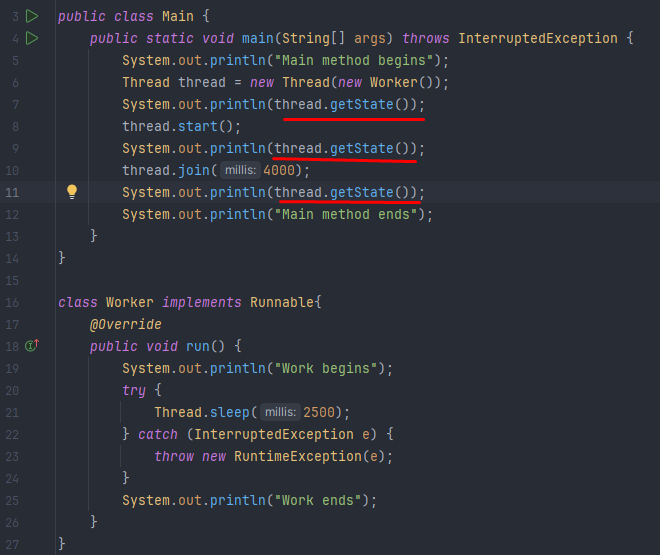 3 public class Main {
4 public static void main(String[] args) throws InterruptedException {
5 System.out.println("Main method begins");
6 Thread thread = new Thread(new Worker());
7 System.out.println(thread.getState());
8 thread.start();
9 System.out.println(thread.getState());
10 thread.join( millis: 4000);
11 System.out.println(thread.getState());
12 System.out.println("Main method ends");
13 }
14 }
15
16 class Worker implements Runnable{
17 @Override
18 public void run() {
19 System.out.println("Work begins");
20 try {
21 Thread.sleep( millis: 2500);
22 } catch (InterruptedException e) {
23 throw new RuntimeException(e);
24 }
25 System.out.println("Work ends");
26 }
27 }